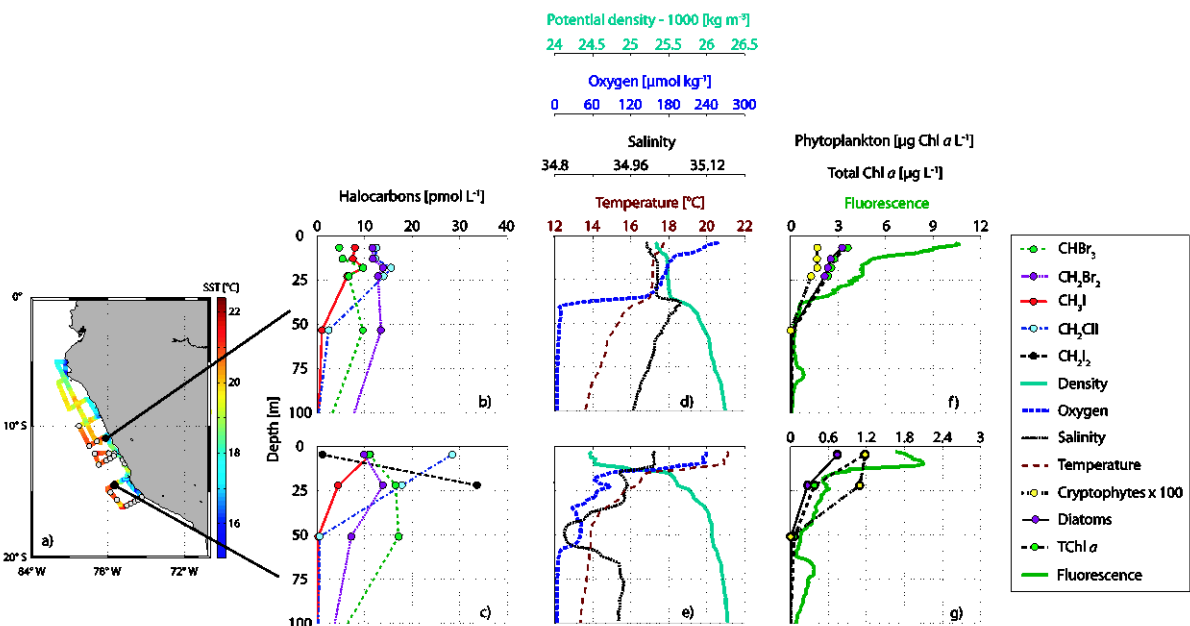 Potential density - 1000 [kg m⁻³]
24 24.5 25 25.5 26 26.5
Oxygen [µmol kg⁻¹]
0 60 120 180 240 300
Salinity
34.8 34.96 35.12
Temperature [°C]
12 14 16 18 20 22
Phytoplankton [µg Chl a L⁻¹]
Total Chl a [µg L⁻¹]
Fluorescence
0 3 6 9 12
Halocarbons [pmol L⁻¹]
0 10 20 30 40
0
25
50
75
100
b)
d)
f)
SST [°C]
22
20
18
16
0°
10°S
20°S
84°W 76°W 72°W
a)
Depth [m]
0 0.6 1.2 1.8 2,4 3
0
25
50
75
100
c)
e)
g)
CHBr₃
CH₂Br₂
CH₃I
CH₂ClI
CH₂I₂
Density
Oxygen
Salinity
Temperature
Cryptophytes x 100
Diatoms
TChl a
Fluorescence